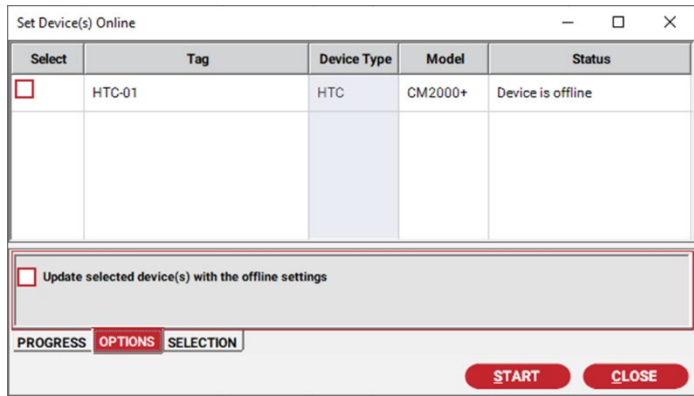 Set Device(s) Online
Select Tag Device Type Model Status
HTC-01 HTC CM2000+ Device is offline
Update selected device(s) with the offline settings
PROGRESS OPTIONS SELECTION
START CLOSE